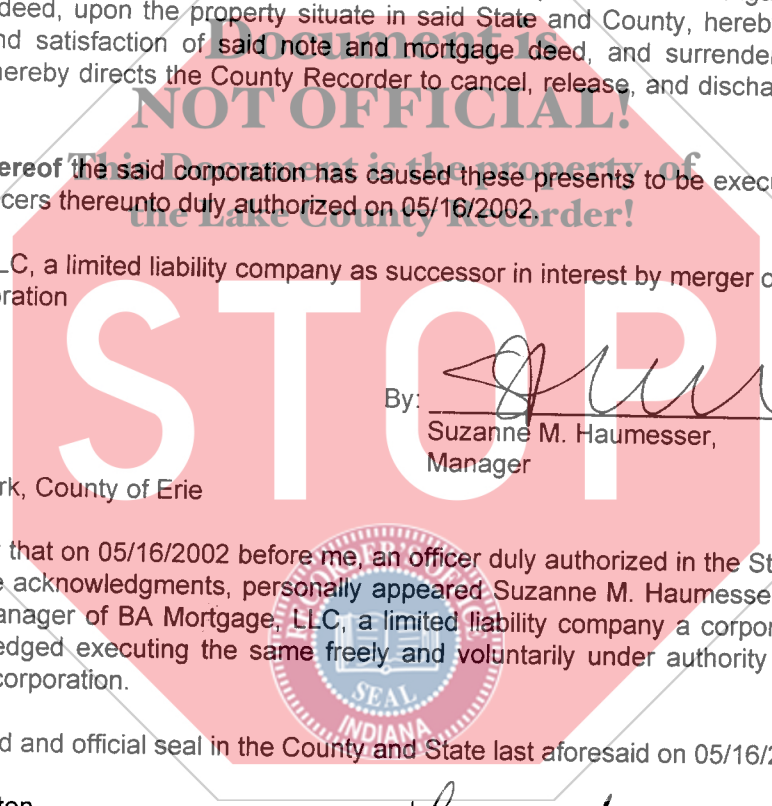 deed, upon the property situate in said State and County, hereb
nd satisfaction of said note and mortgage deed, and surrende
hereby directs the County Recorder to cancel, release, and discha
Document is
NOT OFFICIAL!
This Document is the property of
the Lake County Recorder!
ereof the said corporation has caused these presents to be execu
cers thereunto duly authorized on 05/16/2002.
LC, a limited liability company as successor in interest by merger o
oration
STOP
By:
Suzanne M. Haumesser,
Manager
rk, County of Erie
that on 05/16/2002 before me, an officer duly authorized in the St
e acknowledgments, personally appeared Suzanne M. Haumesse
anager of BA Mortgage, LLC, a limited liability company a corpor
edged executing the same freely and voluntarily under authority
corporation.
RECORDER'S OFFICE
SEAL
INDIANA
d and official seal in the County and State last aforesaid on 05/16/2